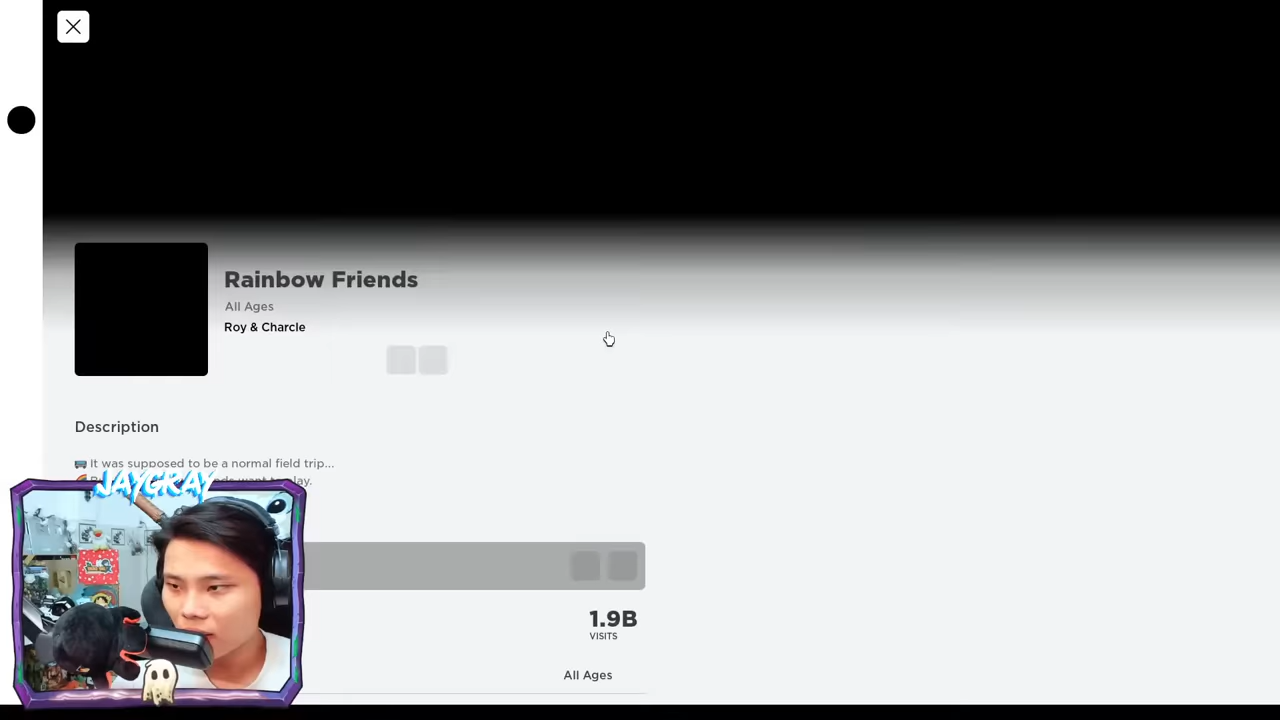 Rainbow Friends
All Ages
Roy & Charcle
Description
It was supposed to be a normal field trip...
JAYGRAY
1.9B
VISITS
All Ages